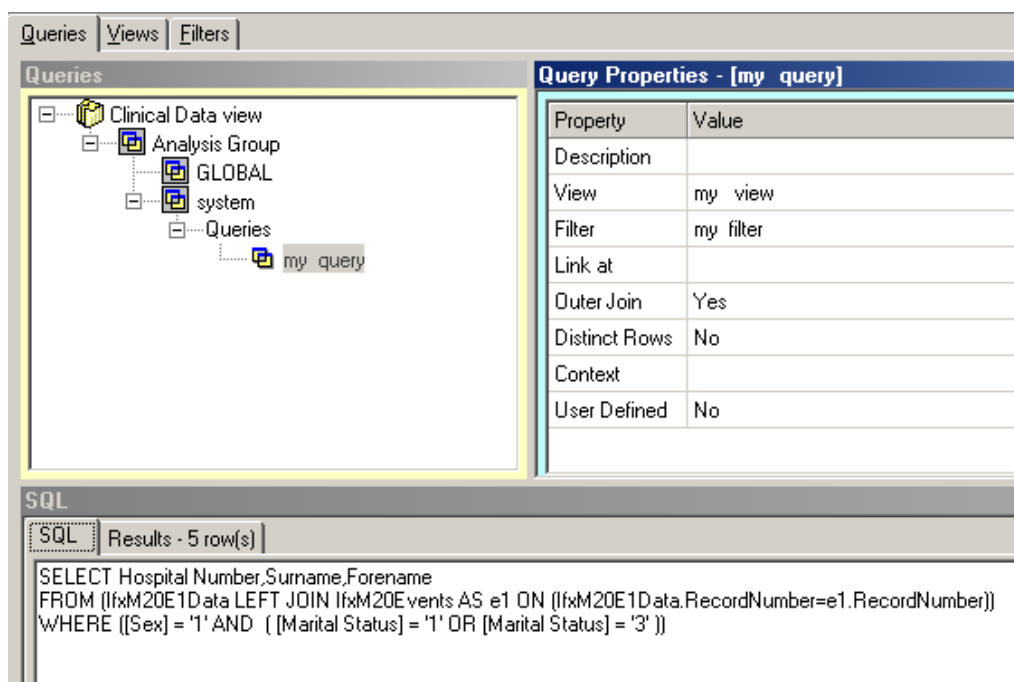 Queries Views Filters
Queries
Clinical Data view
Analysis Group
GLOBAL
system
Queries
my query
Query Properties - [my query]
Property Value
Description
View my view
Filter my filter
Link at
Outer Join Yes
Distinct Rows No
Context
User Defined No
SQL
SQL Results - 5 row(s)
SELECT Hospital Number,Surname,Forename
FROM (IfxM20E1Data LEFT JOIN IfxM20Events AS e1 ON (IfxM20E1Data.RecordNumber=e1.RecordNumber))
WHERE ([Sex] = '1' AND ( [Marital Status] = '1' OR [Marital Status] = '3' ))